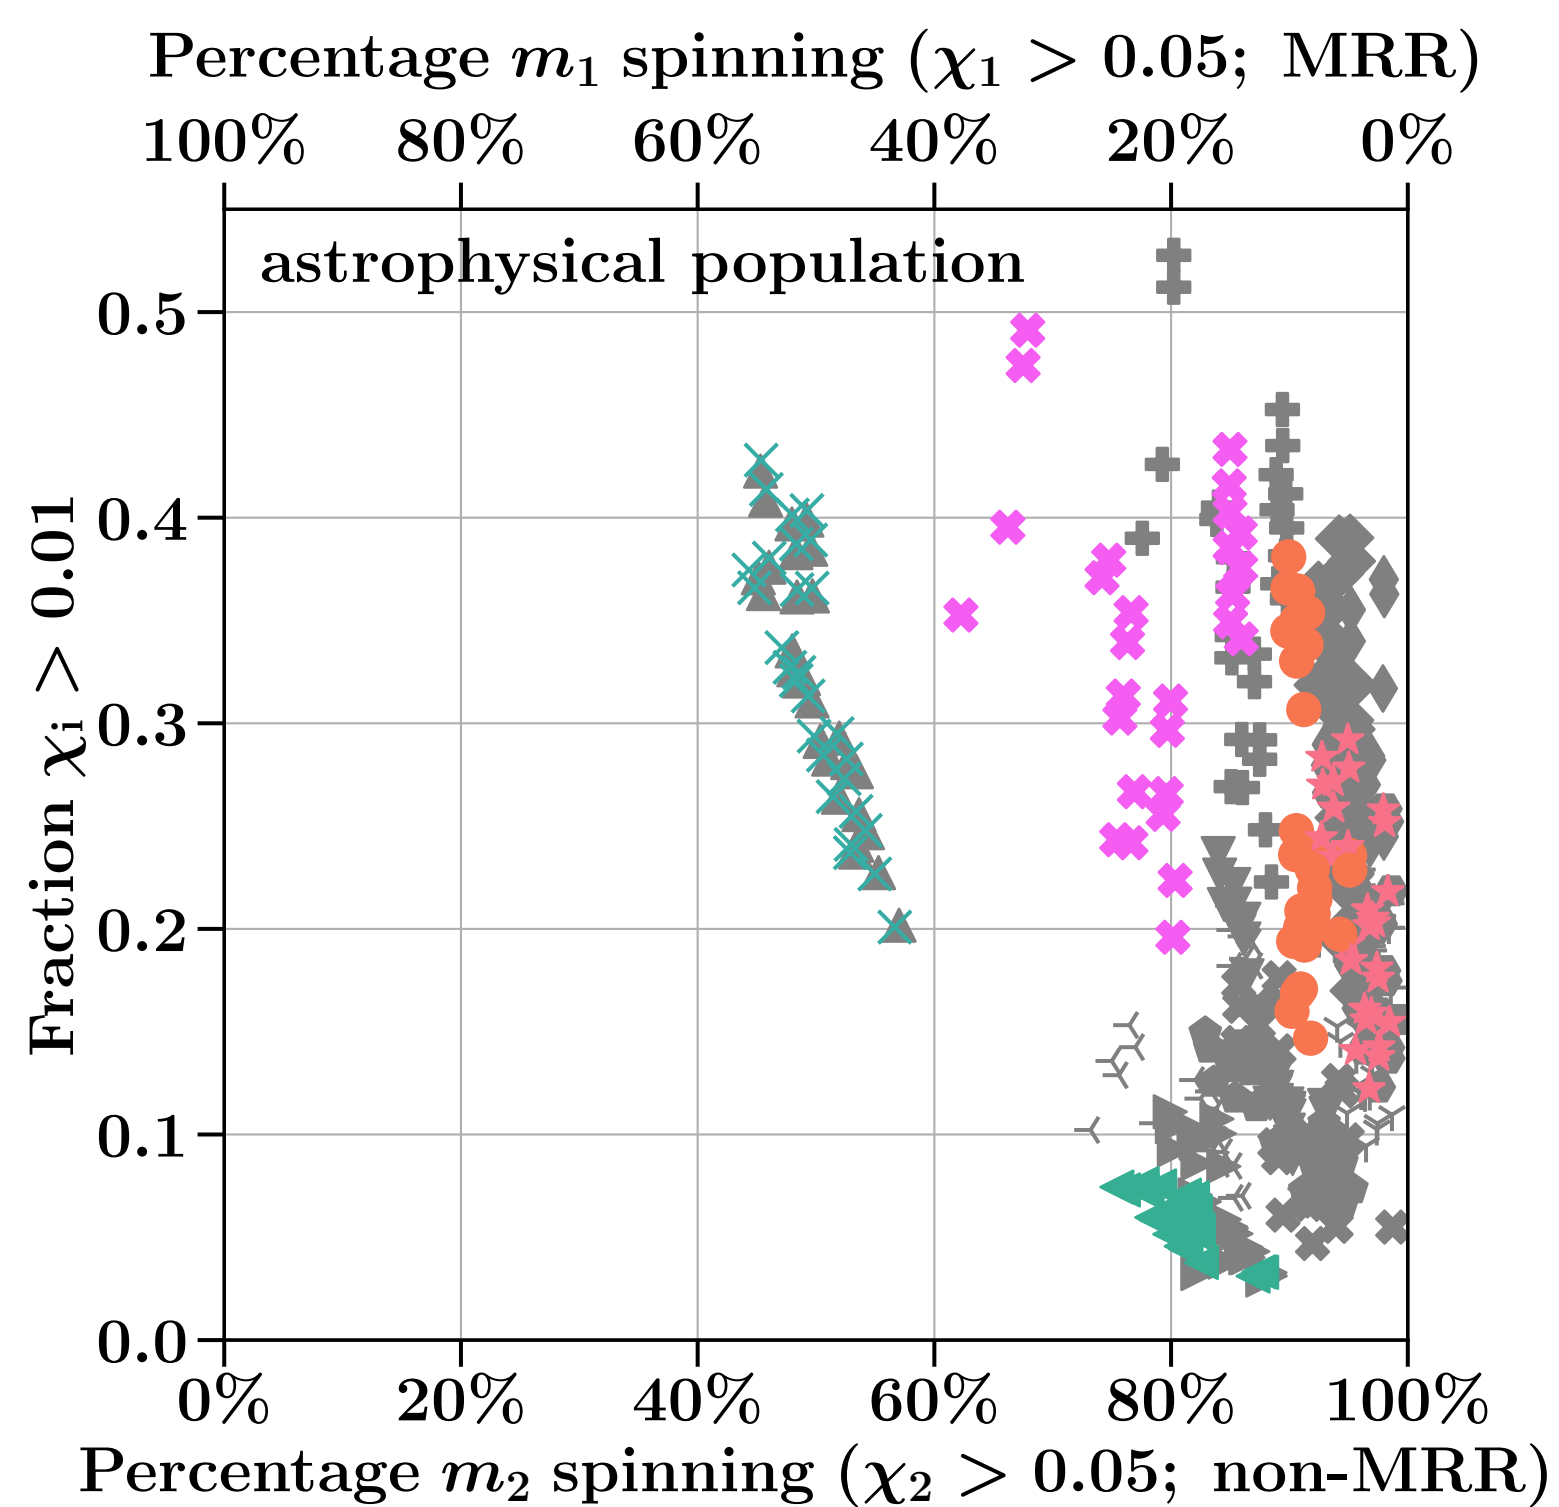 Percentage m₁ spinning (χ₁ > 0.05; MRR)
100% 80% 60% 40% 20% 0%
astrophysical population
Fraction χᵢ > 0.01
0.5
0.4
0.3
0.2
0.1
0.0
0% 20% 40% 60% 80% 100%
Percentage m₂ spinning (χ₂ > 0.05; non-MRR)